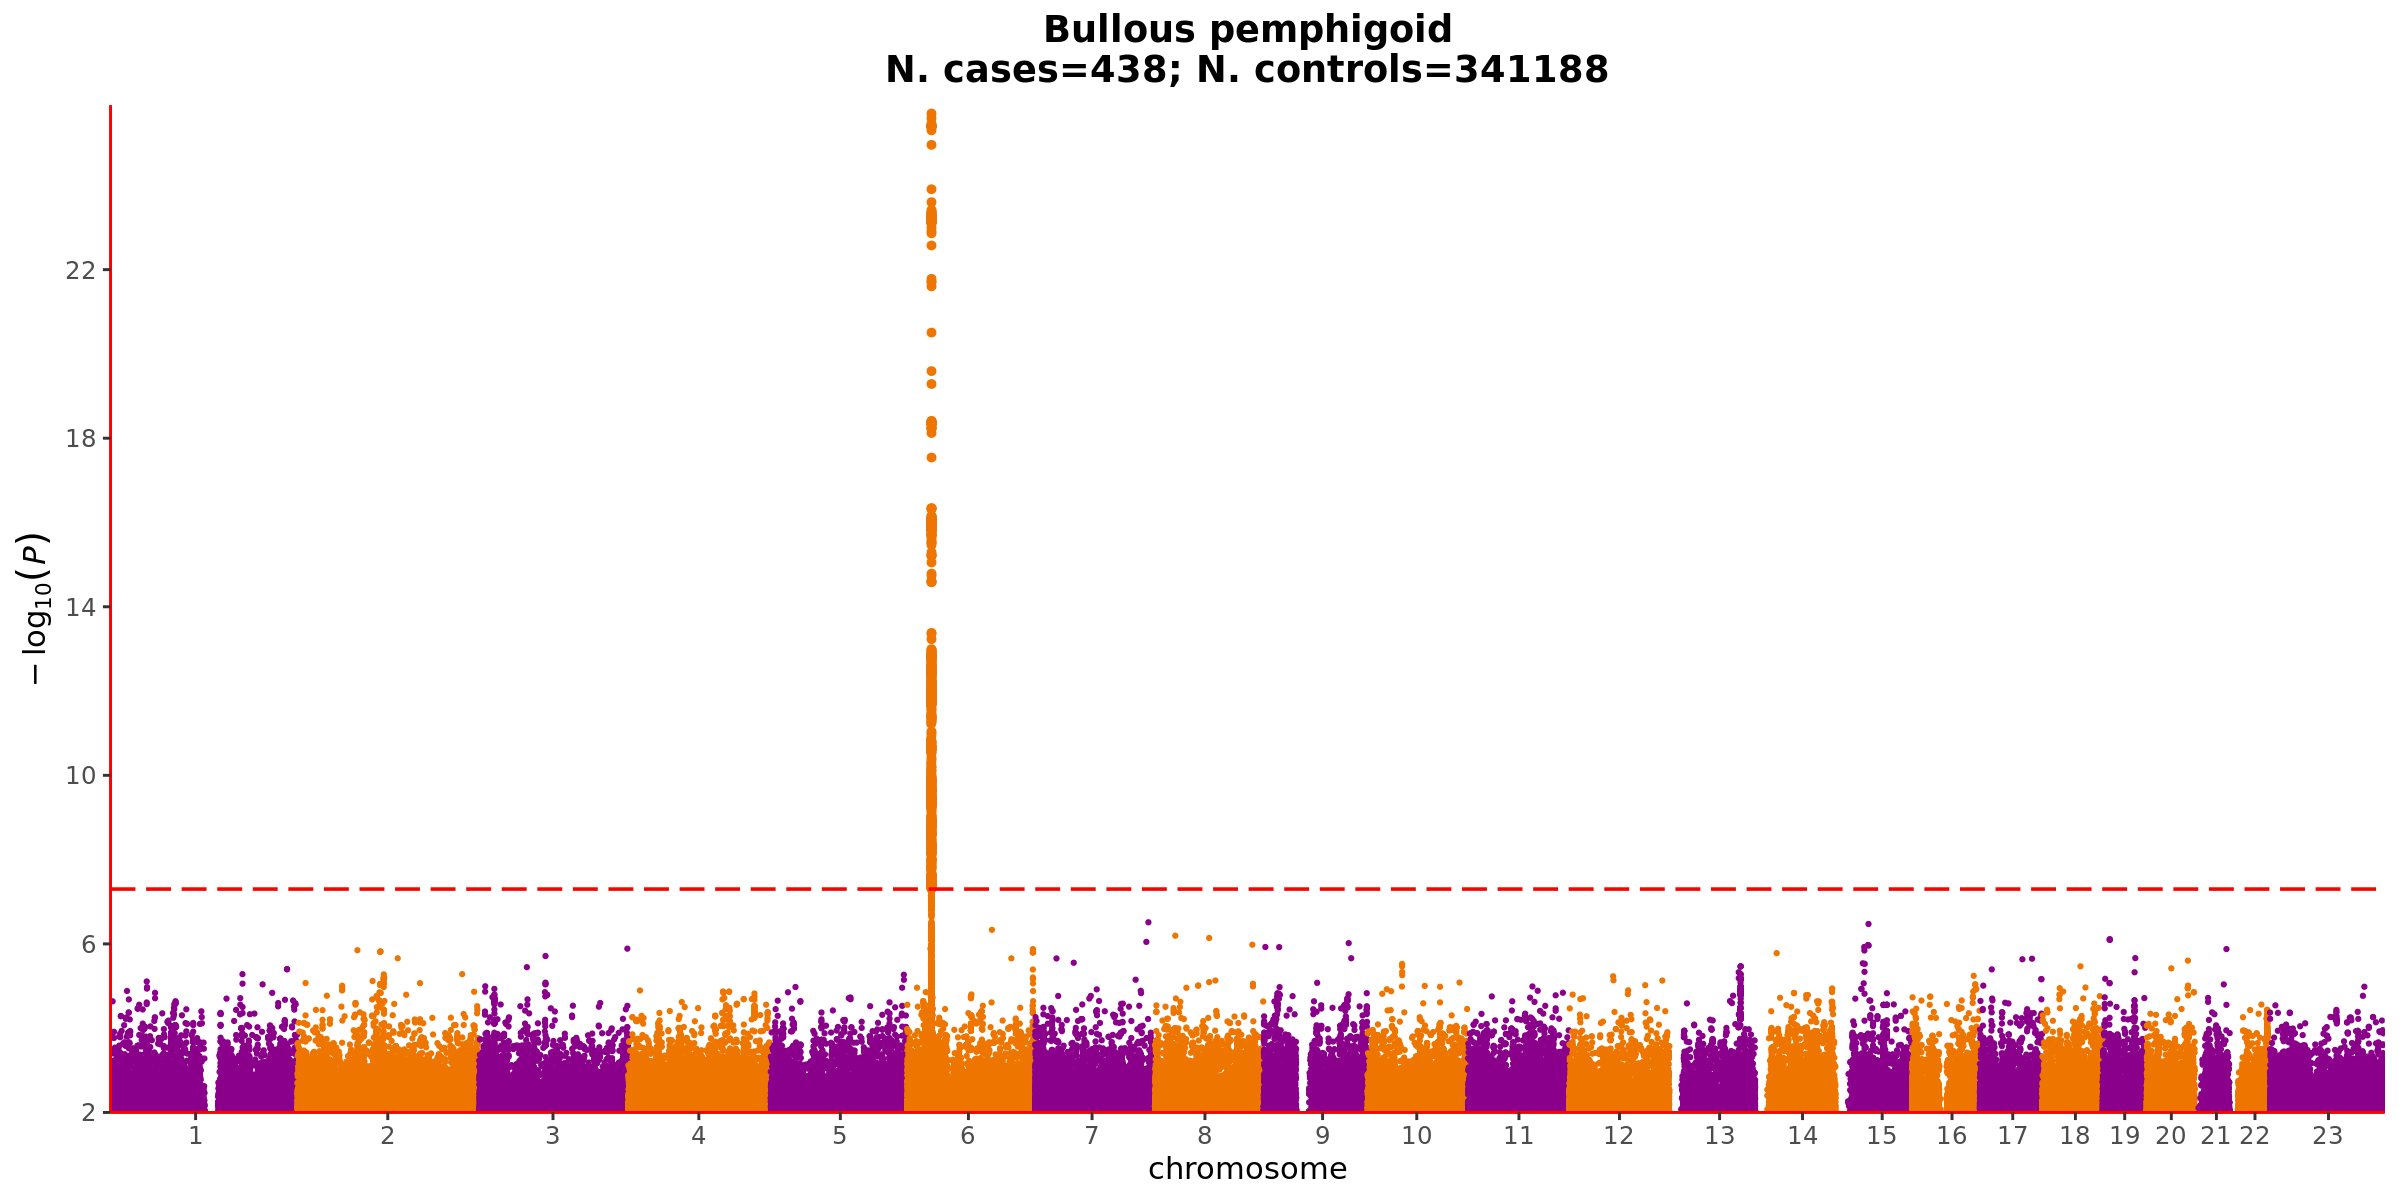 Bullous pemphigoid
N. cases=438; N. controls=341188
22
18
14
10
6
2
− log10(P)
1 2 3 4 5 6 7 8 9 10 11 12 13 14 15 16 17 18 19 20 21 22 23
chromosome